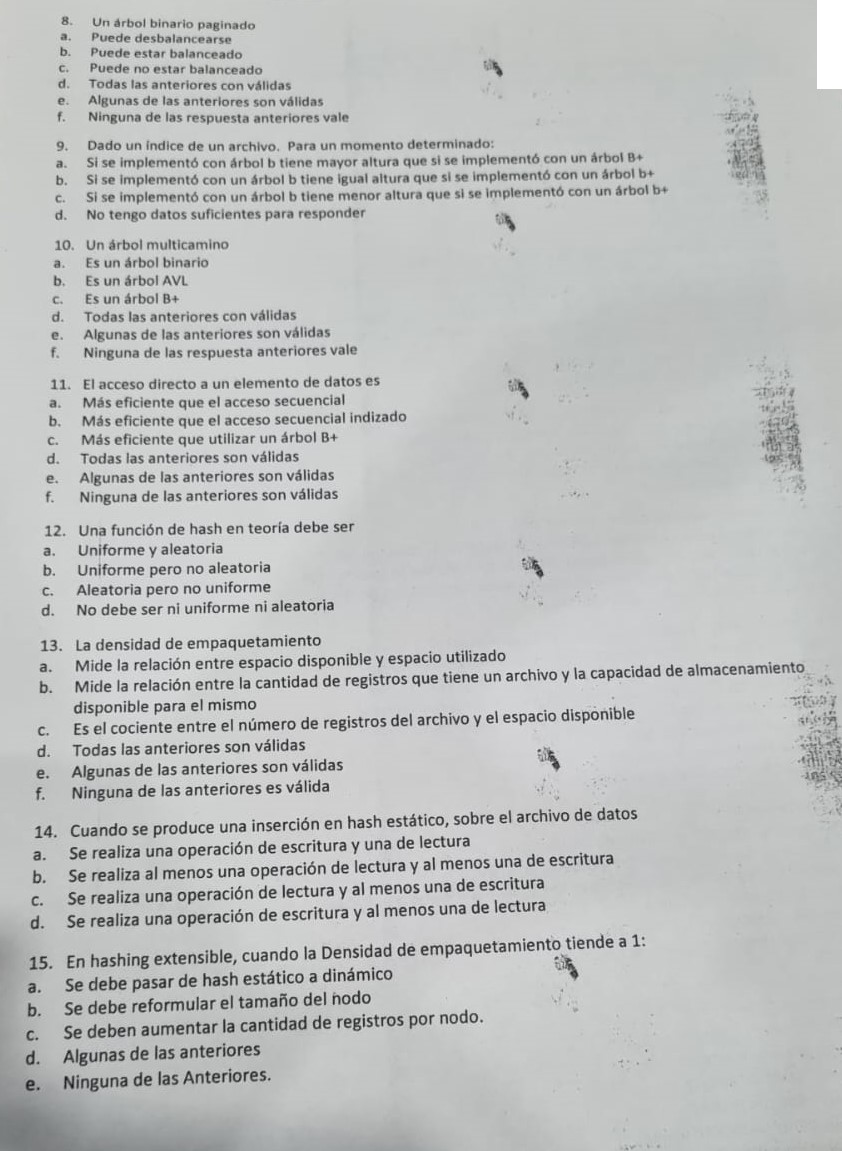 8. Un árbol binario paginado
a. Puede desbalancearse
b. Puede estar balanceado
c. Puede no estar balanceado
d. Todas las anteriores con válidas
e. Algunas de las anteriores son válidas
f. Ninguna de las respuesta anteriores vale
9. Dado un índice de un archivo. Para un momento determinado:
a. Si se implementó con árbol b tiene mayor altura que si se implementó con un árbol B+
b. Si se implementó con un árbol b tiene igual altura que si se implementó con un árbol b+
c. Si se implementó con un árbol b tiene menor altura que si se implementó con un árbol b+
d. No tengo datos suficientes para responder
10. Un árbol multicamino
a. Es un árbol binario
b. Es un árbol AVL
c. Es un árbol B+
d. Todas las anteriores con válidas
e. Algunas de las anteriores son válidas
f. Ninguna de las respuesta anteriores vale
11. El acceso directo a un elemento de datos es
a. Más eficiente que el acceso secuencial
b. Más eficiente que el acceso secuencial indizado
c. Más eficiente que utilizar un árbol B+
d. Todas las anteriores son válidas
e. Algunas de las anteriores son válidas
f. Ninguna de las anteriores son válidas
12. Una función de hash en teoría debe ser
a. Uniforme y aleatoria
b. Uniforme pero no aleatoria
c. Aleatoria pero no uniforme
d. No debe ser ni uniforme ni aleatoria
13. La densidad de empaquetamiento
a. Mide la relación entre espacio disponible y espacio utilizado
b. Mide la relación entre la cantidad de registros que tiene un archivo y la capacidad de almacenamiento
disponible para el mismo
c. Es el cociente entre el número de registros del archivo y el espacio disponible
d. Todas las anteriores son válidas
e. Algunas de las anteriores son válidas
f. Ninguna de las anteriores es válida
14. Cuando se produce una inserción en hash estático, sobre el archivo de datos
a. Se realiza una operación de escritura y una de lectura
b. Se realiza al menos una operación de lectura y al menos una de escritura
c. Se realiza una operación de lectura y al menos una de escritura
d. Se realiza una operación de escritura y al menos una de lectura
15. En hashing extensible, cuando la Densidad de empaquetamiento tiende a 1:
a. Se debe pasar de hash estático a dinámico
b. Se debe reformular el tamaño del nodo
c. Se deben aumentar la cantidad de registros por nodo.
d. Algunas de las anteriores
e. Ninguna de las Anteriores.